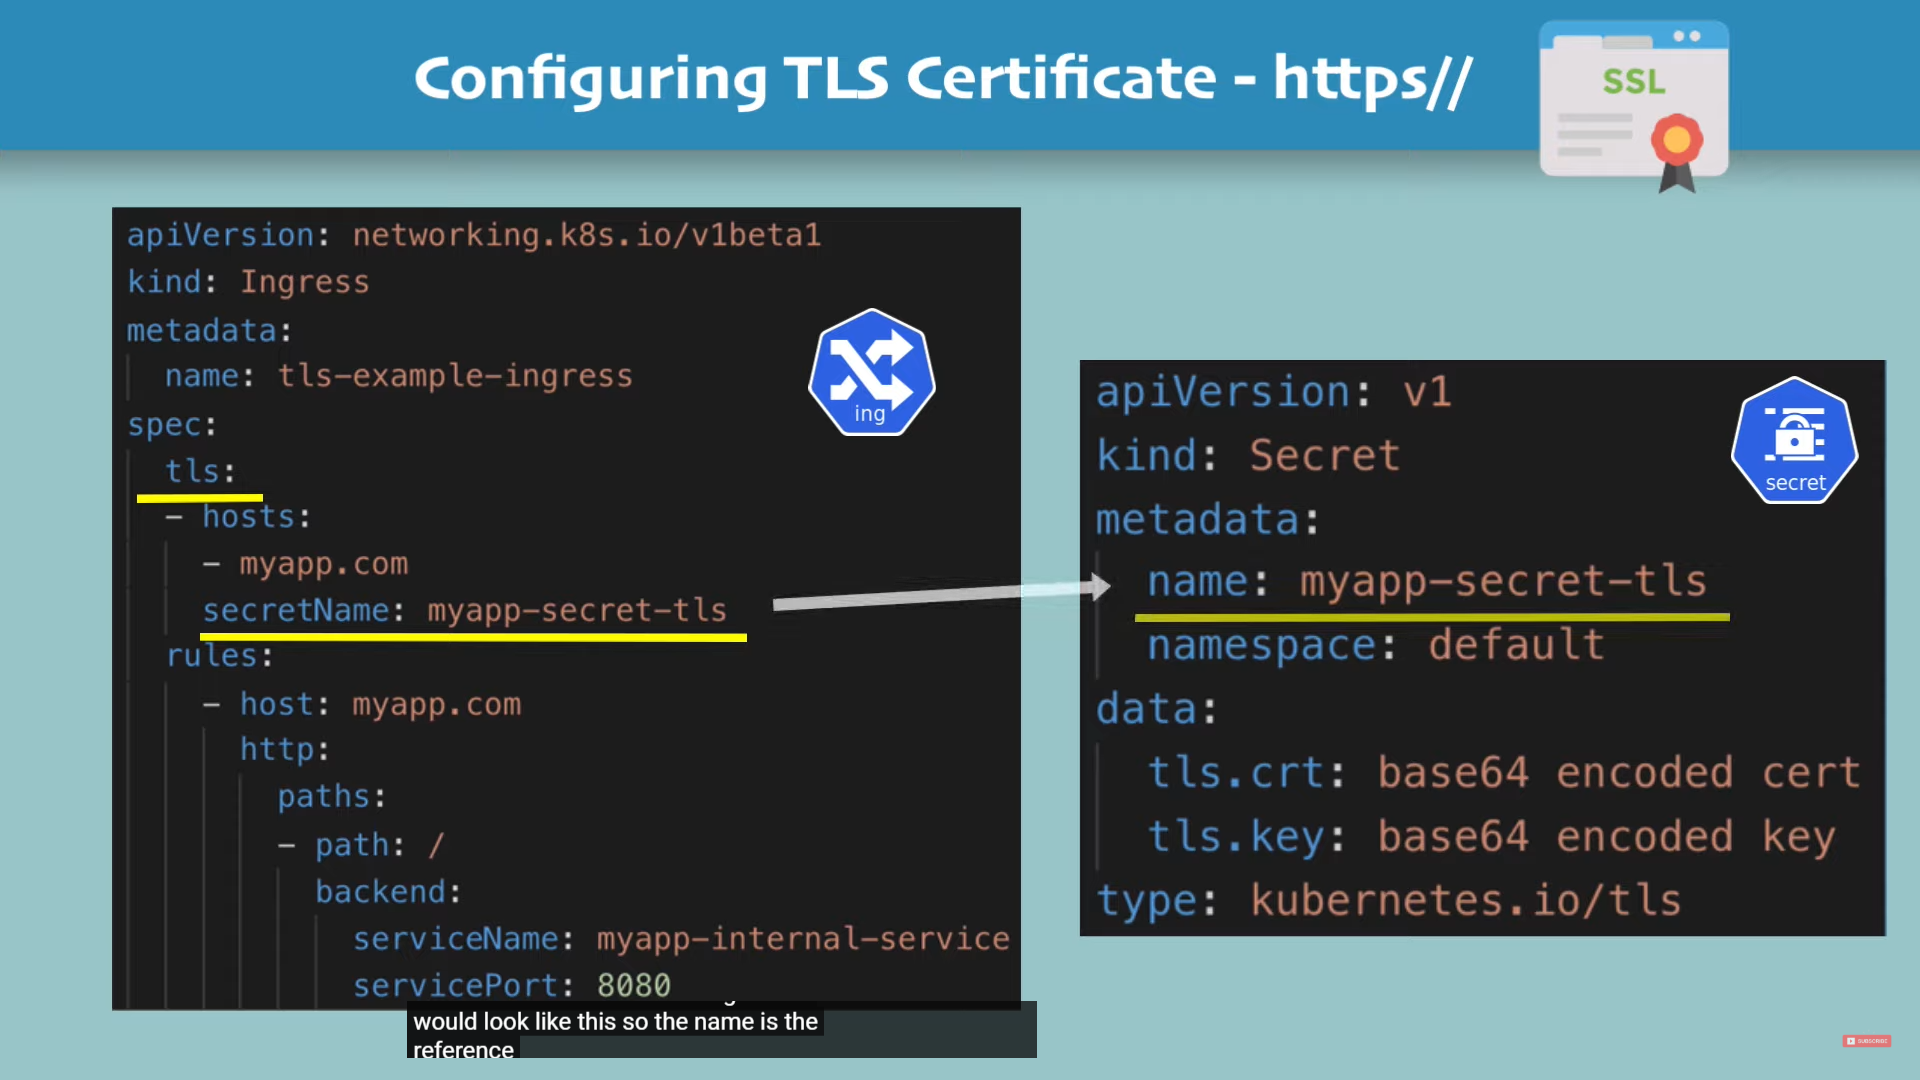 Configuring TLS Certificate - https//
SSL
apiVersion: networking.k8s.io/v1beta1
kind: Ingress
metadata:
name: tls-example-ingress
spec:
tls:
- hosts:
- myapp.com
secretName: myapp-secret-tls
rules:
- host: myapp.com
http:
paths:
- path: /
backend:
serviceName: myapp-internal-service
servicePort: 8080
ing
apiVersion: v1
kind: Secret
metadata:
name: myapp-secret-tls
namespace: default
data:
tls.crt: base64 encoded cert
tls.key: base64 encoded key
type: kubernetes.io/tls
secret
would look like this so the name is the
reference
SUBSCRIBE